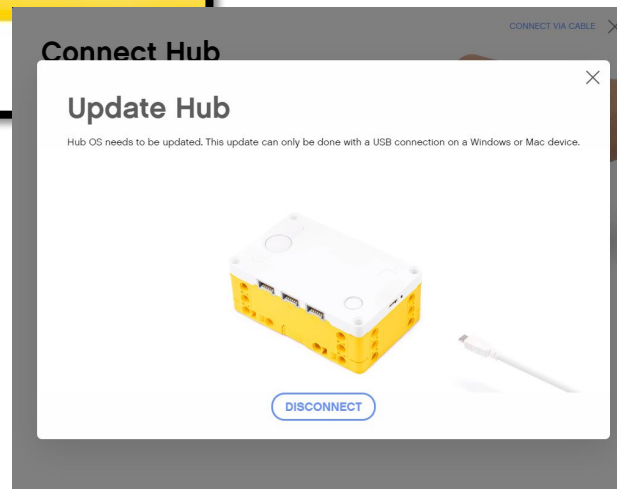 CONNECT VIA CABLE
Connect Hub
Update Hub
Hub OS needs to be updated. This update can only be done with a USB connection on a Windows or Mac device.
DISCONNECT